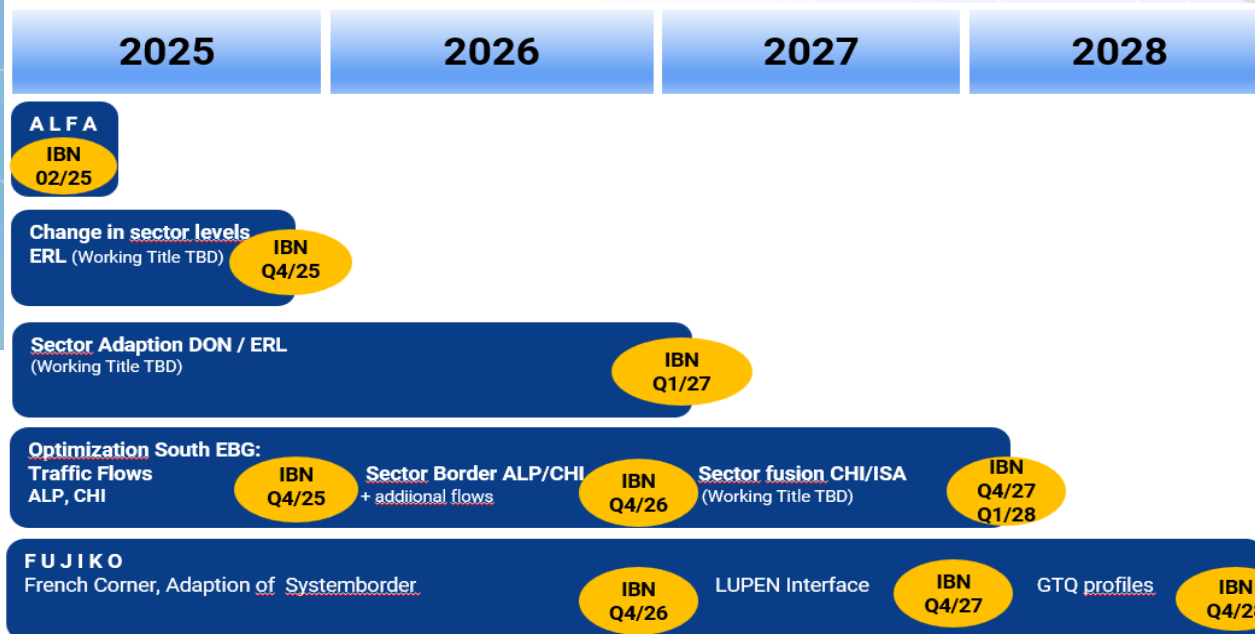 2025
2026
2027
2028
ALFA
IBN
02/25
Change in sector levels
ERL (Working Title TBD)
IBN
Q4/25
Sector Adaption DON / ERL
(Working Title TBD)
IBN
Q1/27
Optimization South EBG:
Traffic Flows
ALP, CHI
IBN
Q4/25
Sector Border ALP/CHI
+ addiional flows
IBN
Q4/26
Sector fusion CHI/ISA
(Working Title TBD)
IBN
Q4/27
Q1/28
FUJIKO
French Corner, Adaption of Systemborder
IBN
Q4/26
LUPEN Interface
IBN
Q4/27
GTQ profiles